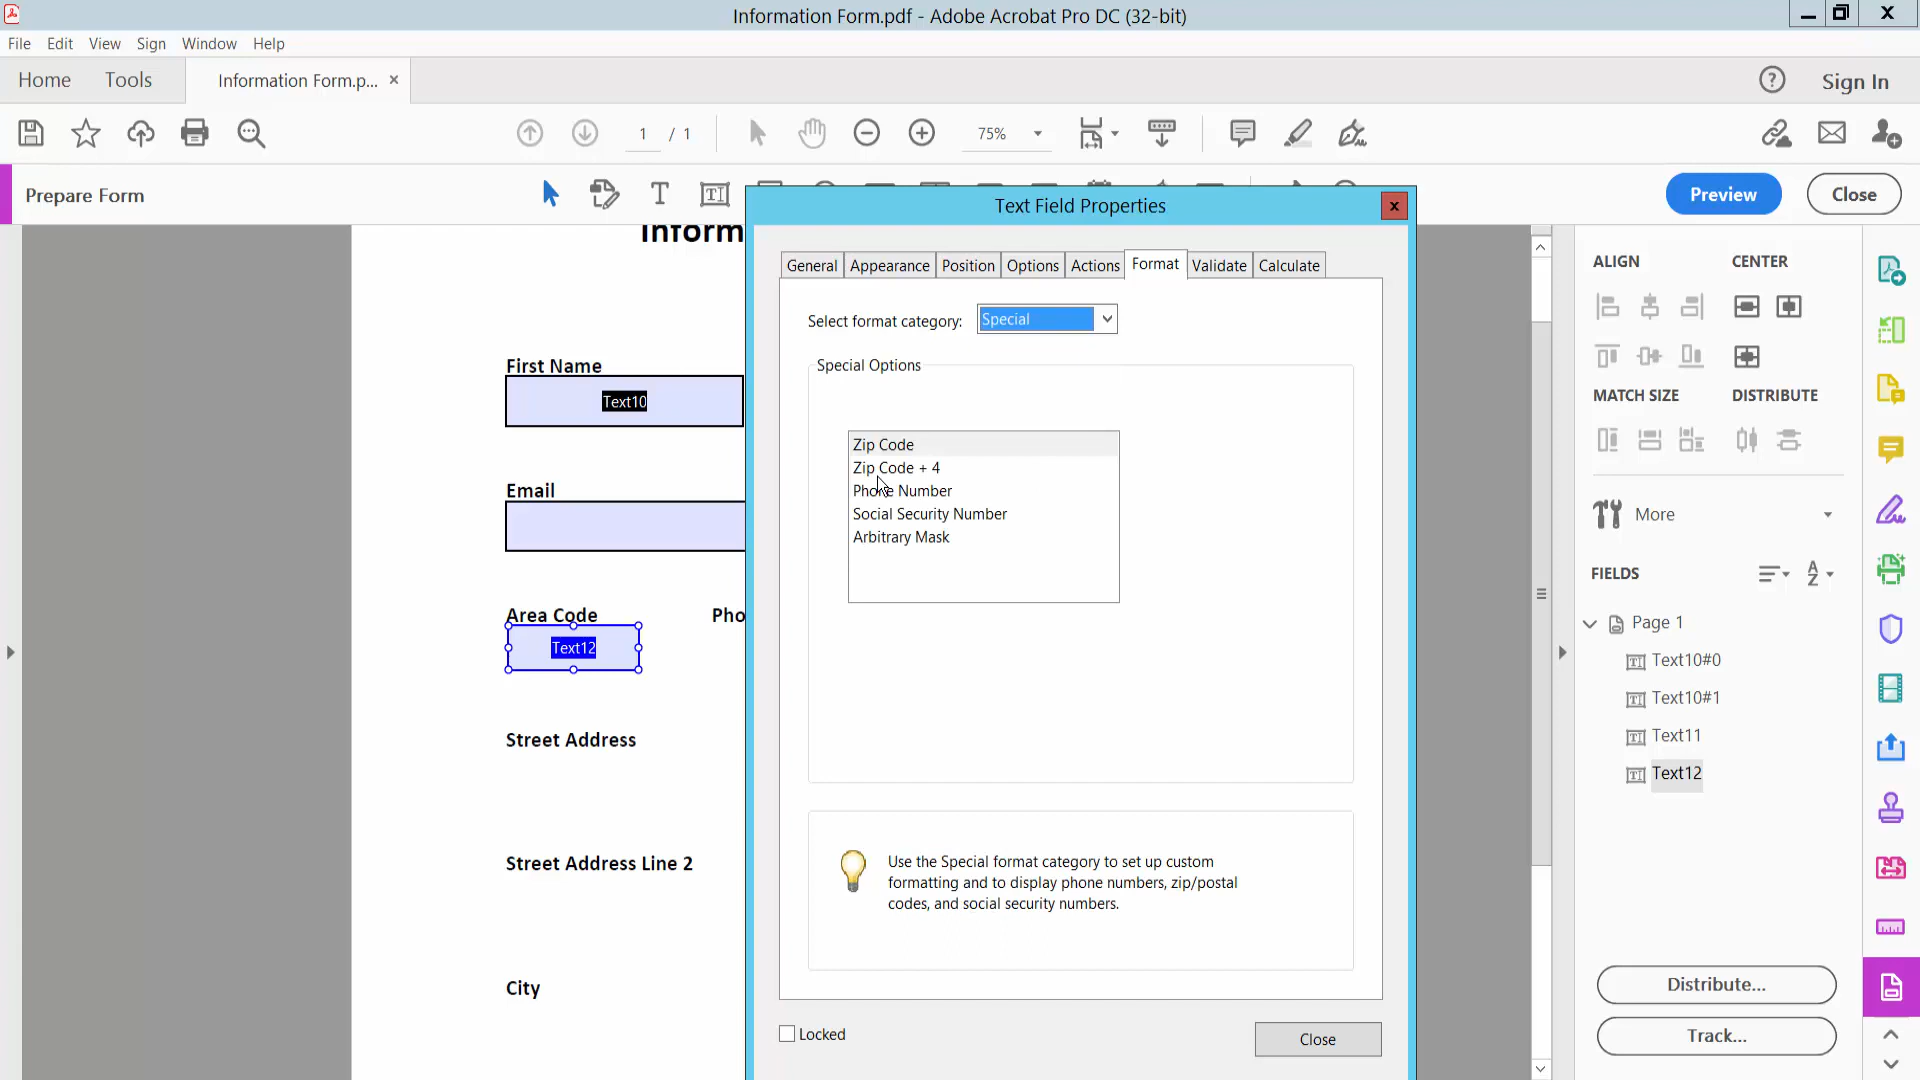 Information Form.pdf - Adobe Acrobat Pro DC (32-bit)
File Edit View Sign Window Help
Home Tools Information Form.p... Sign In
1 / 1 75%
Prepare Form Preview Close
Inform
Text Field Properties
General Appearance Position Options Actions Format Validate Calculate
Select format category: Special
Special Options
Zip Code
Zip Code + 4
Phone Number
Social Security Number
Arbitrary Mask
Use the Special format category to set up custom
formatting and to display phone numbers, zip/postal
codes, and social security numbers.
Locked
Close
First Name
Text10
Email
Area Code Pho
Text12
Street Address
Street Address Line 2
City
ALIGN CENTER
MATCH SIZE DISTRIBUTE
More
FIELDS
Page 1
Text10#0
Text10#1
Text11
Text12
Distribute...
Track...